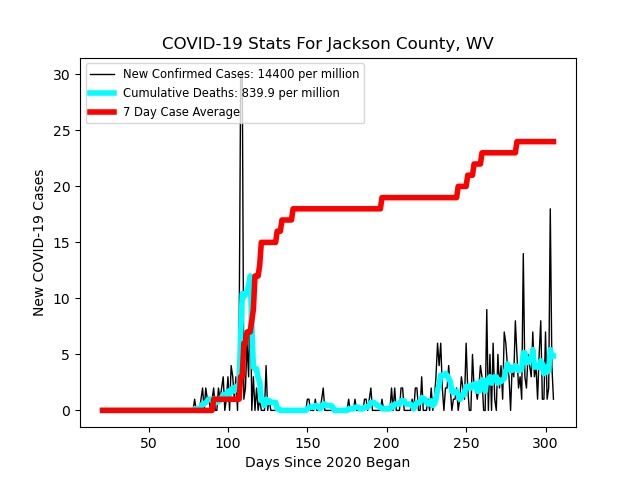 COVID-19 Stats For Jackson County, WV
New Confirmed Cases: 14400 per million
Cumulative Deaths: 839.9 per million
7 Day Case Average
30
25
20
15
10
5
0
New COVID-19 Cases
50 100 150 200 250 300
Days Since 2020 Began